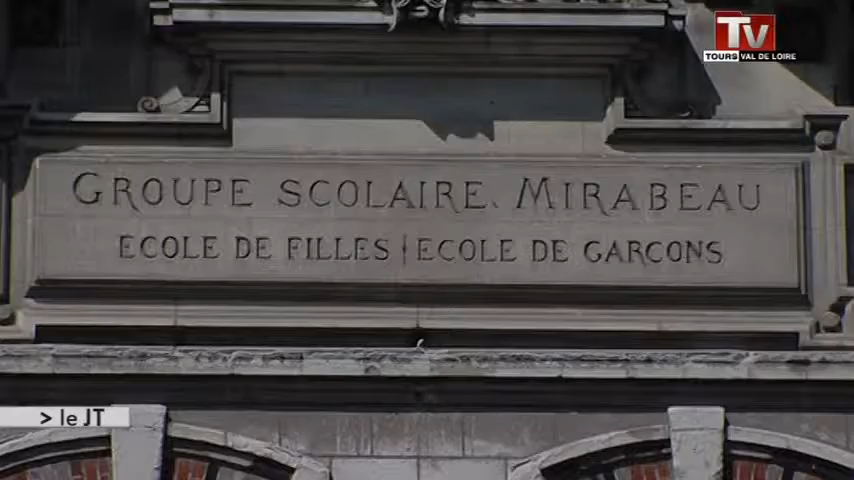 TV
TOURS VAL DE LOIRE
GROUPE SCOLAIRE. MIRABEAU
ECOLE DE FILLES | ECOLE DE GARCONS
> le JT